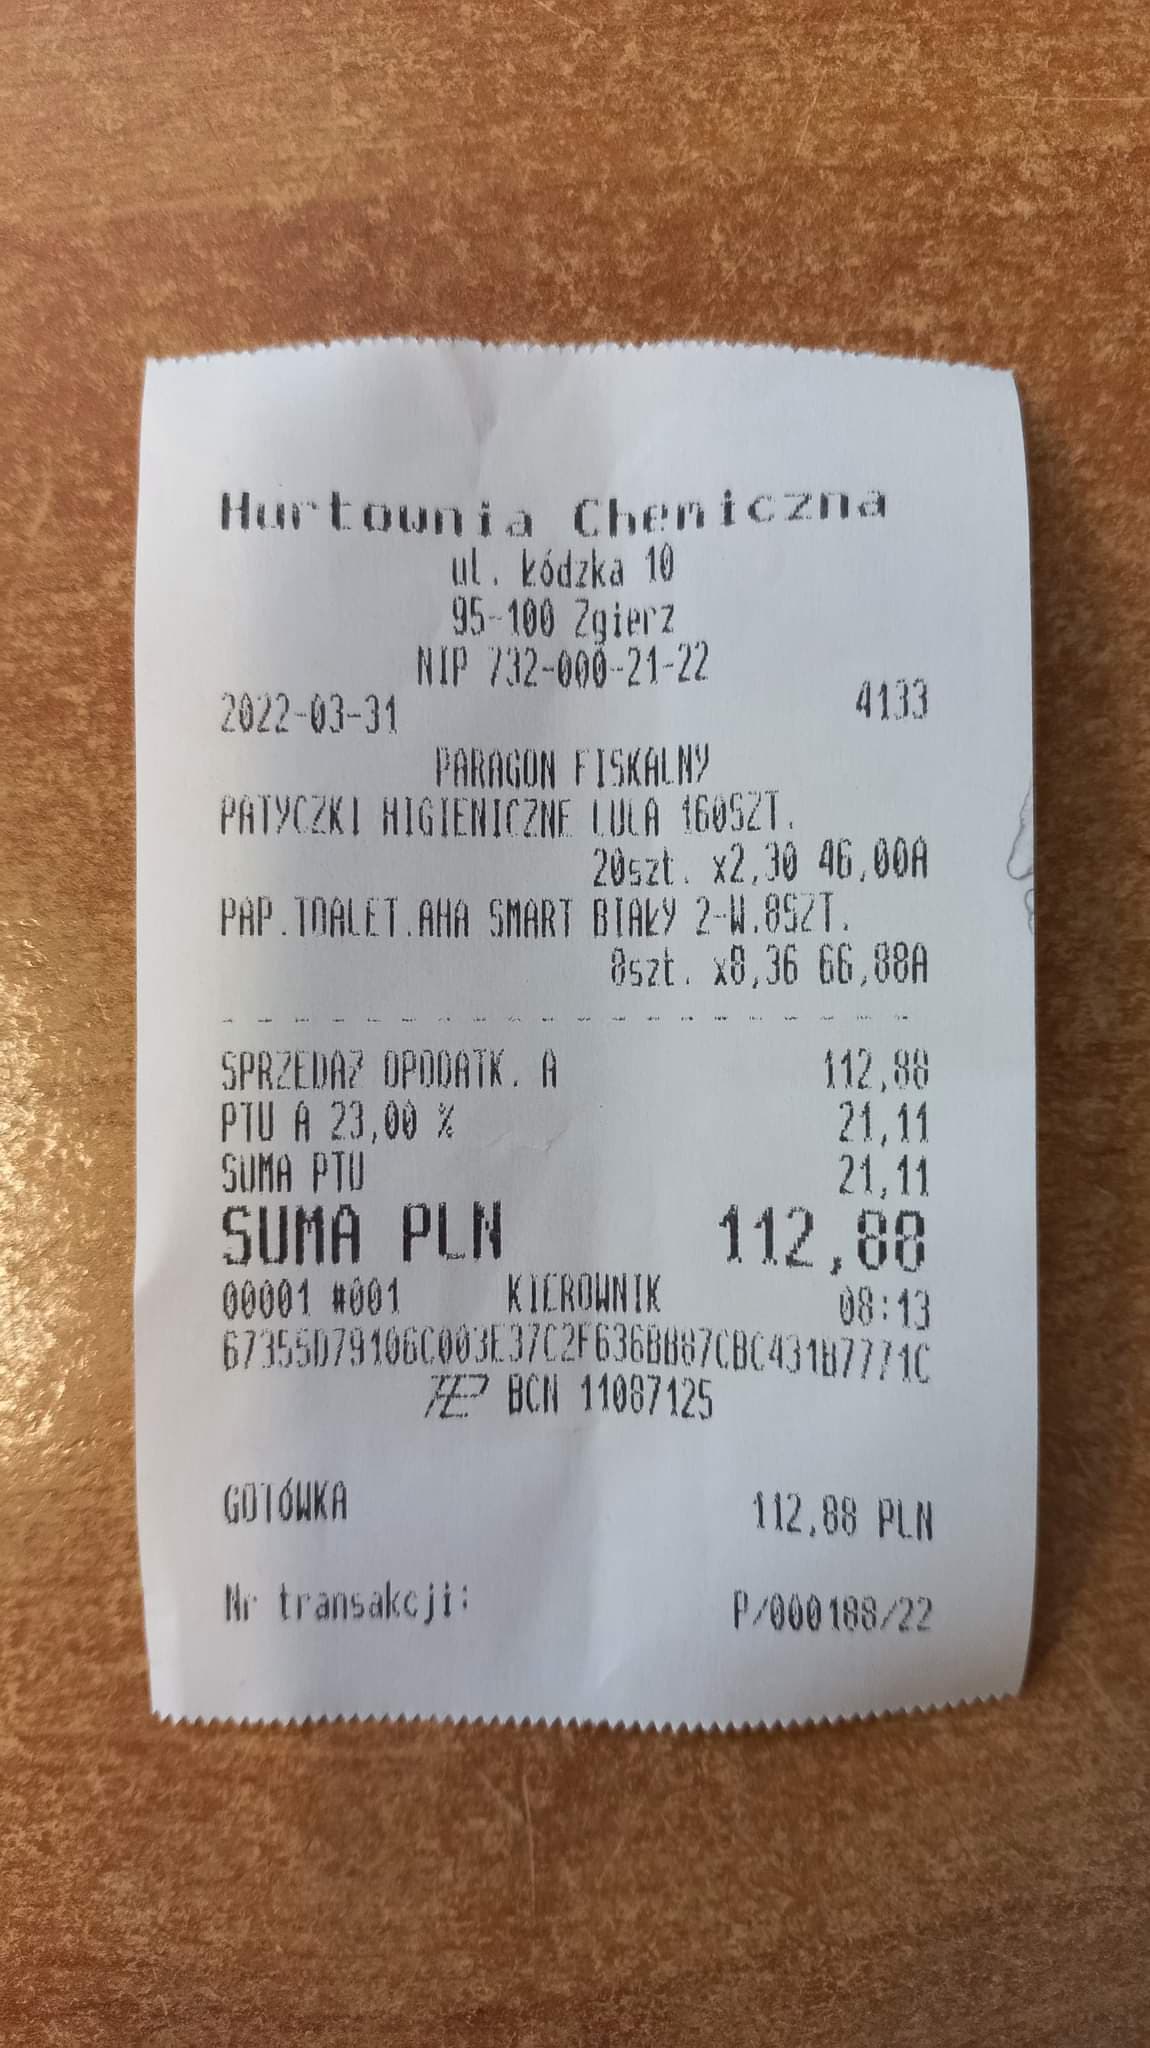 Hurtownia Chemiczna
ul. Łódzka 10
95-100 Zgierz
NIP 732-000-21-22
2022-03-31 4133
PARAGON FISKALNY
PATYCZKI HIGIENICZNE LULA 160SZT.
20szt. x2,30 46,00A
PAP.TOALET.AHA SMART BIAŁY 2-W.8SZT.
8szt. x8,36 66,88A
SPRZEDAŻ OPODATK. A 112,88
PTU A 23,00 % 21,11
SUMA PTU 21,11
SUMA PLN 112,88
00001 #001 KIEROWNIK 08:13
67355D79106C003E37C2F636BB87CBC431B7771C
BCN 11087125
GOTÓWKA 112,88 PLN
Nr transakcji: P/000188/22